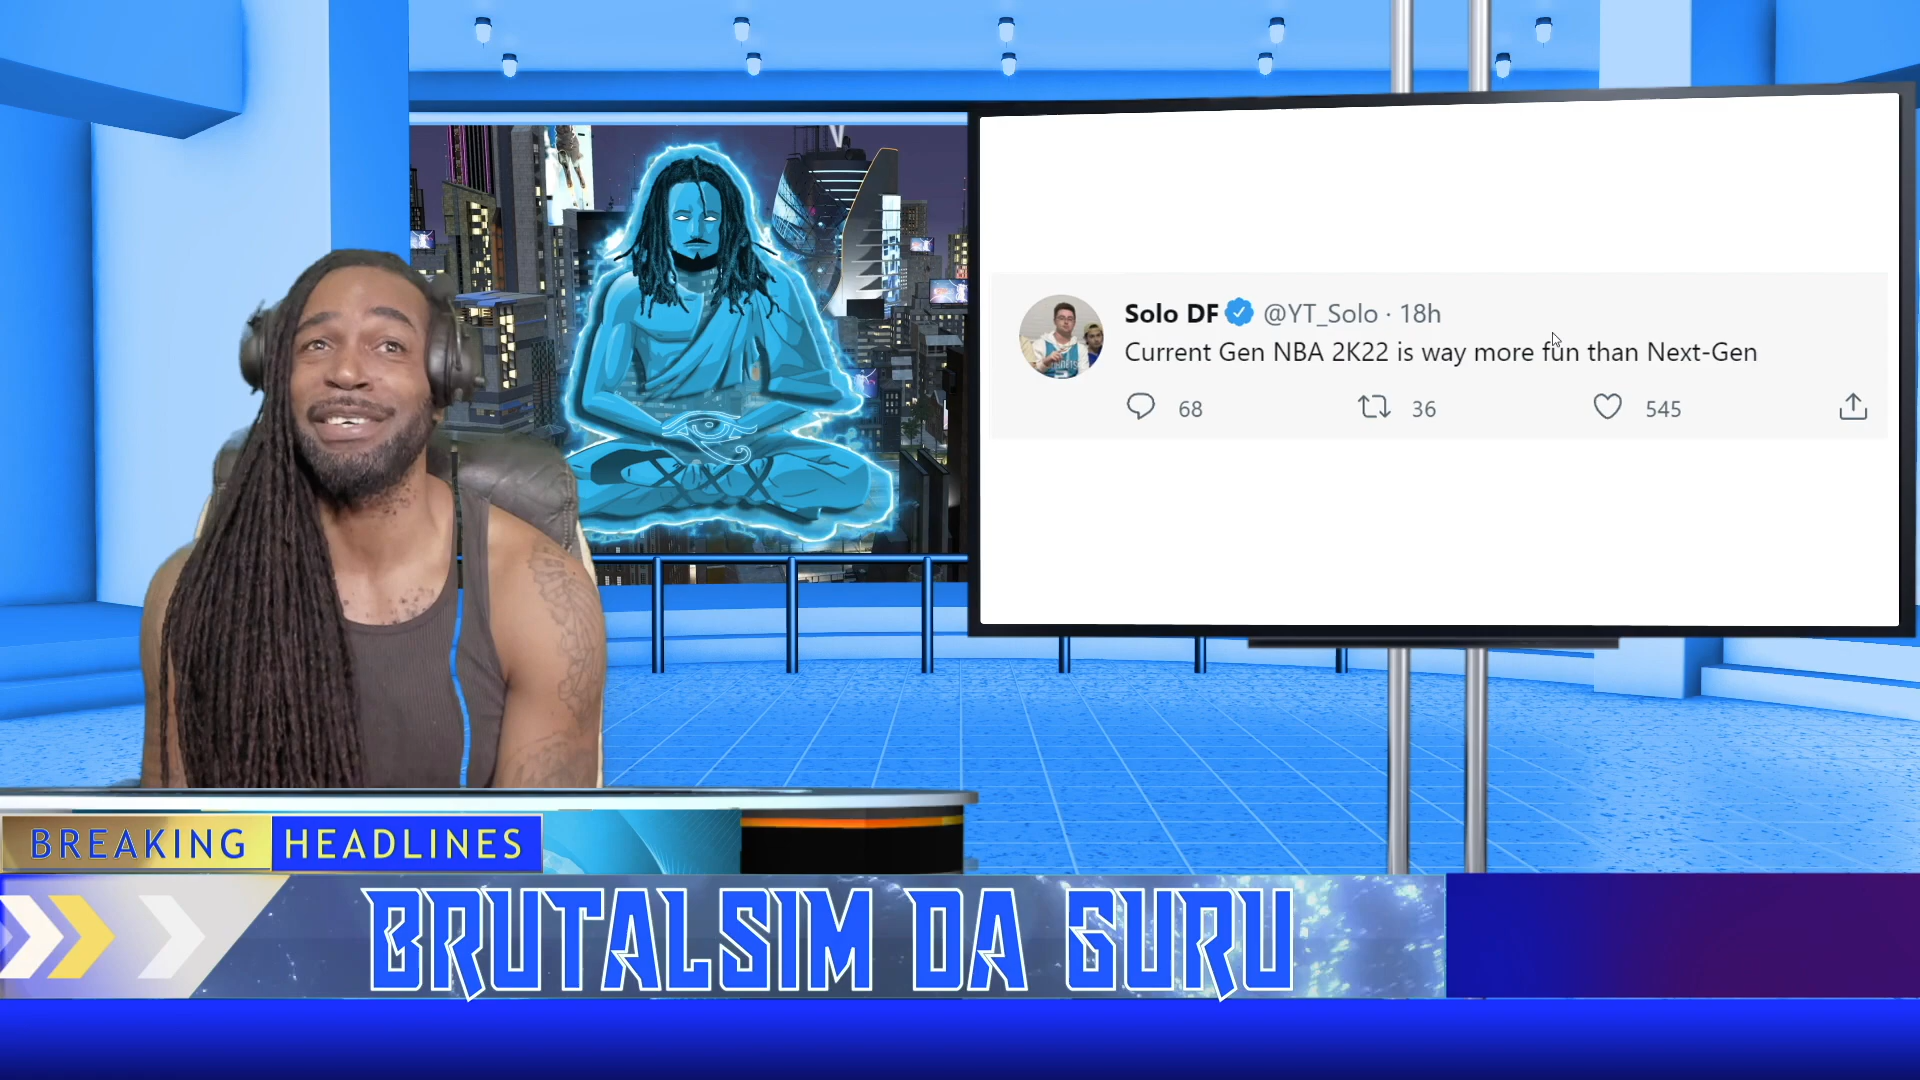 Solo DF @YT_Solo · 18h
Current Gen NBA 2K22 is way more fun than Next-Gen
68 36 545
BREAKING HEADLINES
BRUTALSIM DA GURU